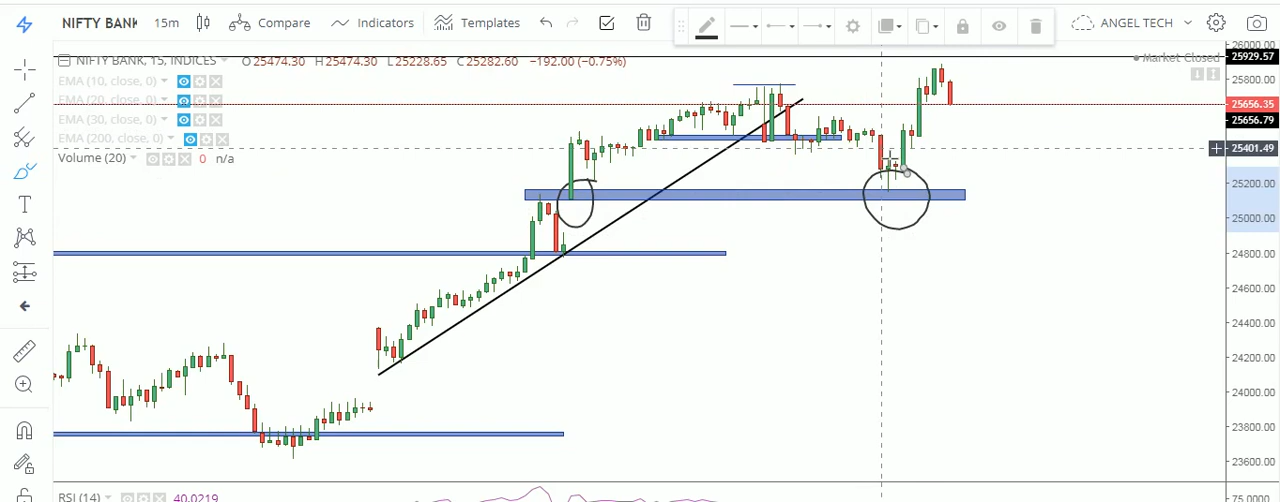 NIFTY BANK 15m Compare Indicators Templates ANGEL TECH
NIFTY BANK, 15, INDICES O25474.30 H25474.30 L25228.65 C25282.60 −192.00 (−0.75%)
Market Closed
EMA (10, close, 0)
EMA (20, close, 0)
EMA (30, close, 0)
EMA (200, close, 0)
Volume (20) 0 n/a
26000.00
25929.57
25800.00
25656.35
25656.79
25401.49
25200.00
25000.00
24800.00
24600.00
24400.00
24200.00
24000.00
23800.00
23600.00
RSI (14) 40.0219
75.0000